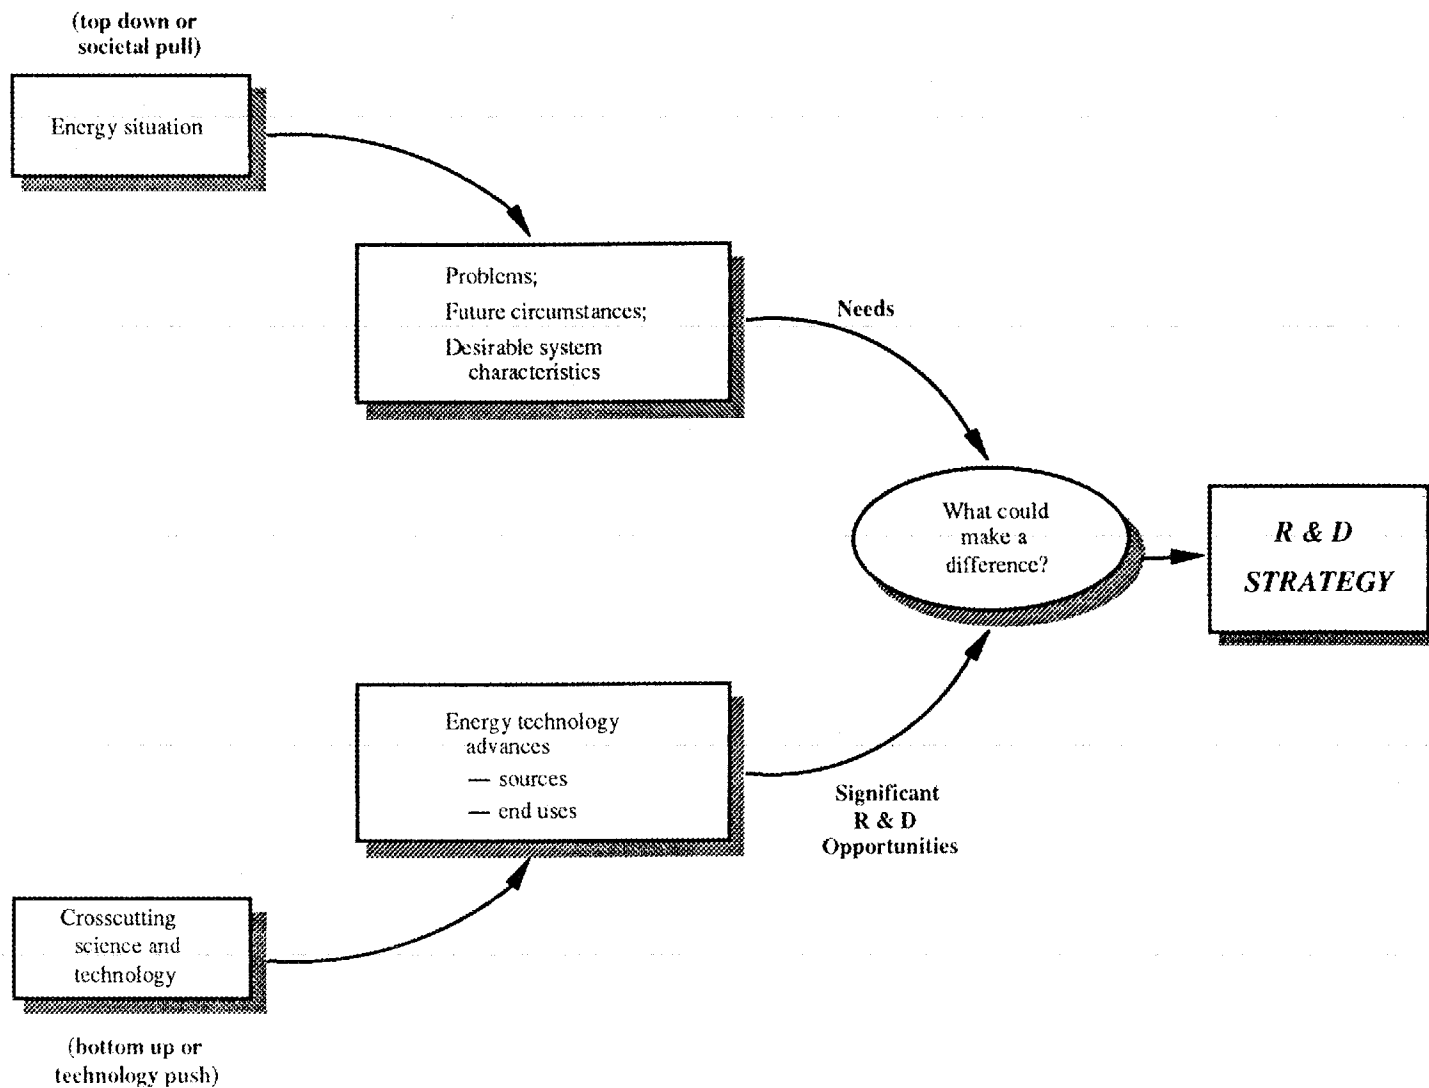 (top down or
societal pull)
Energy situation
Problems;
Future circumstances;
Desirable system
characteristics
Needs
What could
make a
difference?
R & D
STRATEGY
Energy technology
advances
— sources
— end uses
Significant
R & D
Opportunities
Crosscutting
science and
technology
(bottom up or
technology push)